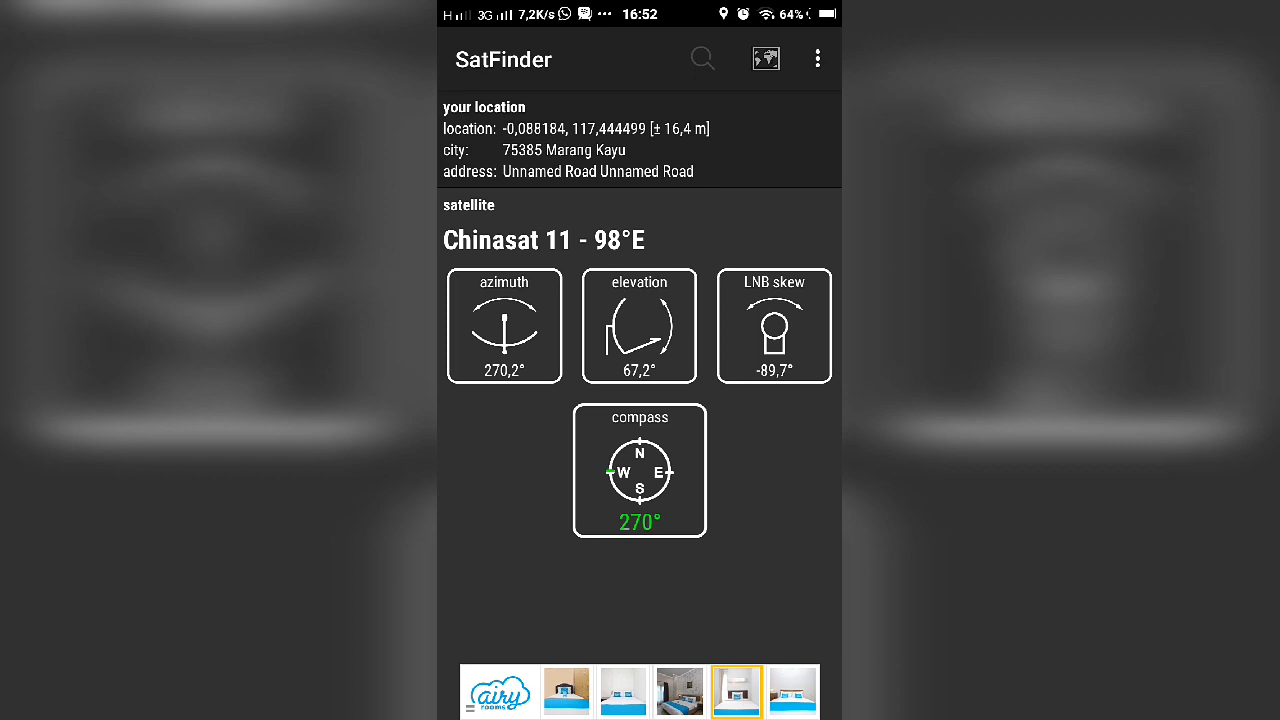 H 3G 7,2K/s ••• 16:52 64%
SatFinder
your location
location: -0,088184, 117,444499 [± 16,4 m]
city: 75385 Marang Kayu
address: Unnamed Road Unnamed Road
satellite
Chinasat 11 - 98°E
azimuth elevation LNB skew
270,2° 67,2° -89,7°
compass
N
W E
S
270°
airy
rooms